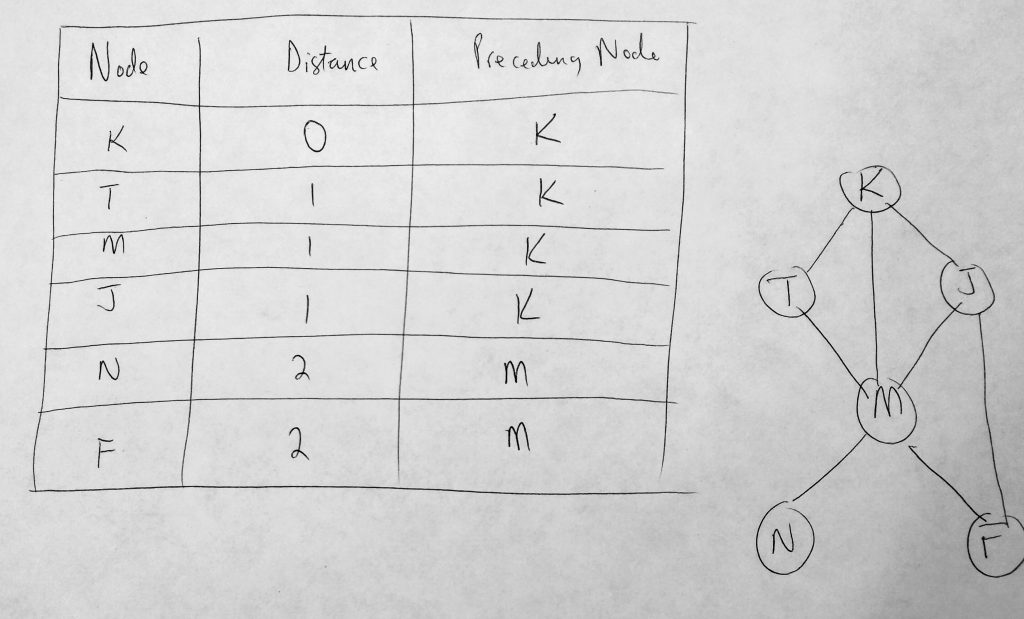 Node Distance Preceding Node
K 0 K
T 1 K
M 1 K
J 1 K
N 2 M
F 2 M
K
T J
M
N F